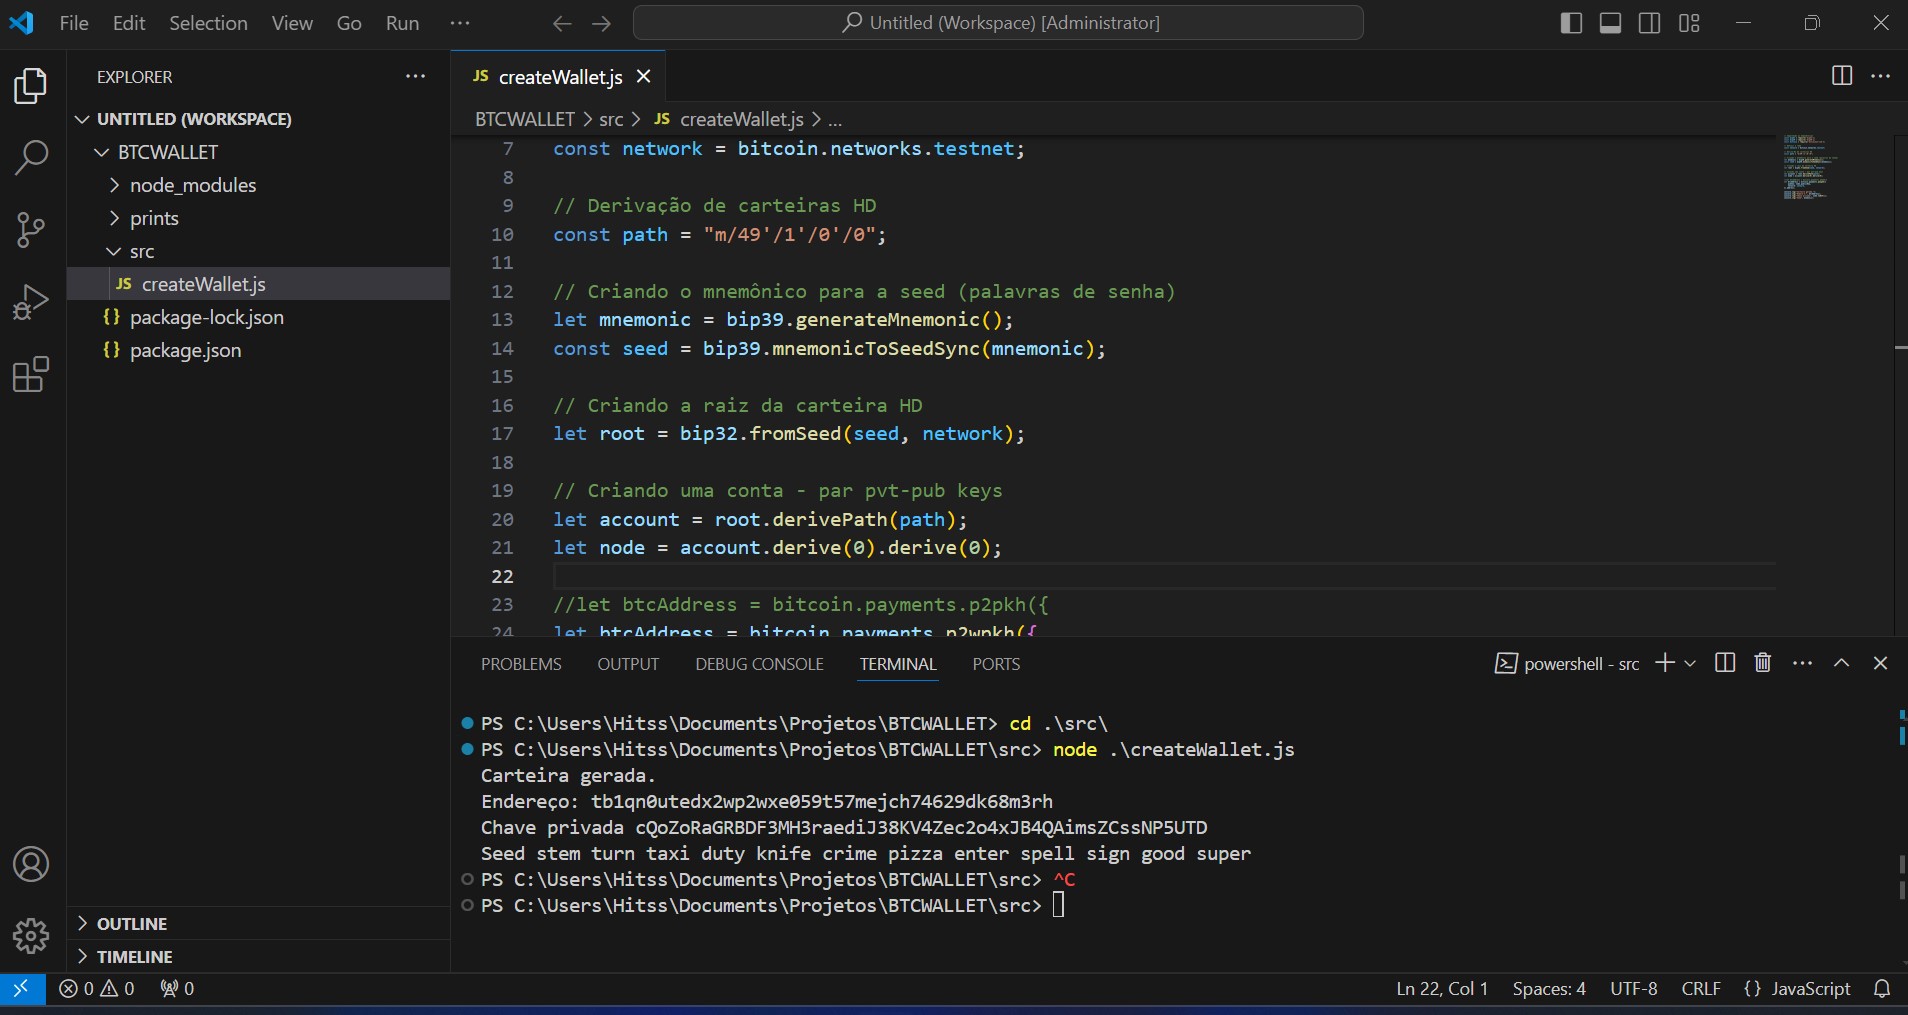 File Edit Selection View Go Run ...
Untitled (Workspace) [Administrator]
EXPLORER
UNTITLED (WORKSPACE)
BTCWALLET
node_modules
prints
src
JS createWallet.js
{} package-lock.json
{} package.json
OUTLINE
TIMELINE
JS createWallet.js
BTCWALLET > src > JS createWallet.js > ...
7 const network = bitcoin.networks.testnet;
8
9 // Derivação de carteiras HD
10 const path = "m/49'/1'/0'/0";
11
12 // Criando o mnemônico para a seed (palavras de senha)
13 let mnemonic = bip39.generateMnemonic();
14 const seed = bip39.mnemonicToSeedSync(mnemonic);
15
16 // Criando a raiz da carteira HD
17 let root = bip32.fromSeed(seed, network);
18
19 // Criando uma conta - par pvt-pub keys
20 let account = root.derivePath(path);
21 let node = account.derive(0).derive(0);
22
23 //let btcAddress = bitcoin.payments.p2pkh({
24 let btcAddress = bitcoin.payments.p2wpkh({
PROBLEMS OUTPUT DEBUG CONSOLE TERMINAL PORTS
powershell - src
PS C:\Users\Hitss\Documents\Projetos\BTCWALLET> cd .\src\
PS C:\Users\Hitss\Documents\Projetos\BTCWALLET\src> node .\createWallet.js
Carteira gerada.
Endereço: tb1qn0utedx2wp2wxe059t57mejch74629dk68m3rh
Chave privada cQoZoRaGRBDF3MH3raediJ38KV4Zec2o4xJB4QAimsZCssNP5UTD
Seed stem turn taxi duty knife crime pizza enter spell sign good super
PS C:\Users\Hitss\Documents\Projetos\BTCWALLET\src> ^C
PS C:\Users\Hitss\Documents\Projetos\BTCWALLET\src>
0 0 0
Ln 22, Col 1 Spaces: 4 UTF-8 CRLF {} JavaScript